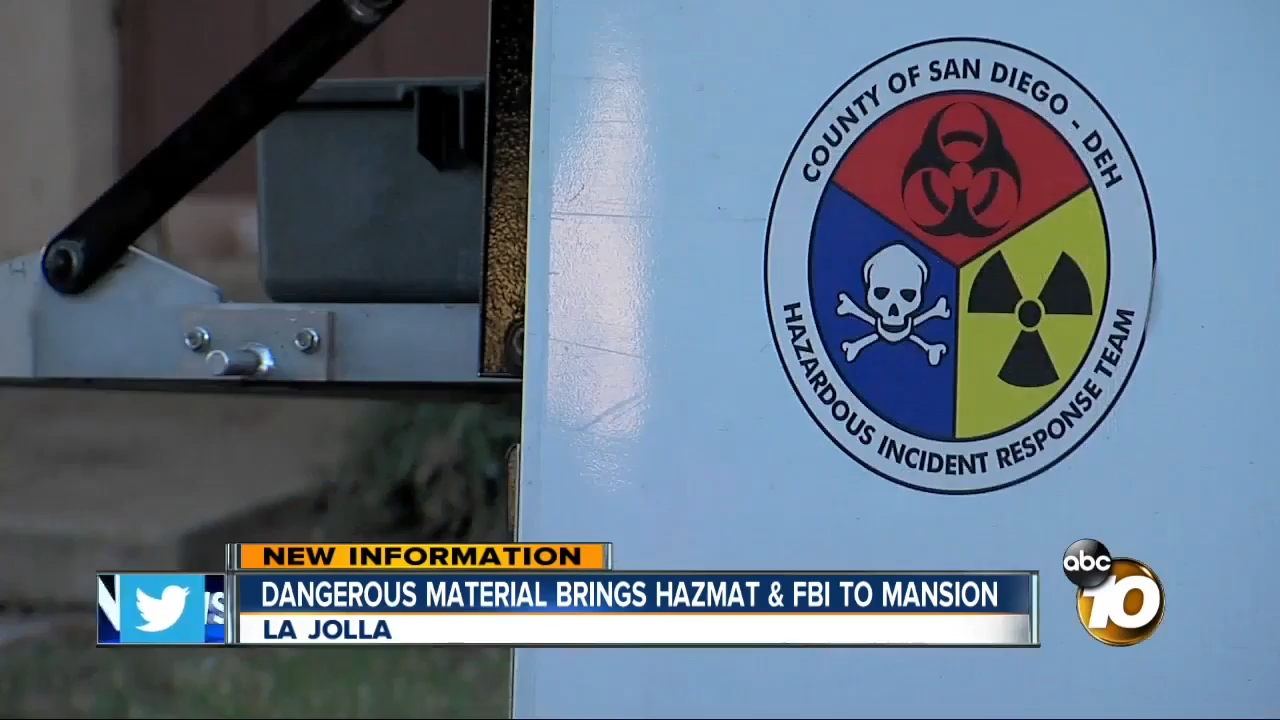 COUNTY OF SAN DIEGO - DEH
HAZARDOUS INCIDENT RESPONSE TEAM
NEW INFORMATION
DANGEROUS MATERIAL BRINGS HAZMAT & FBI TO MANSION
LA JOLLA
abc
10